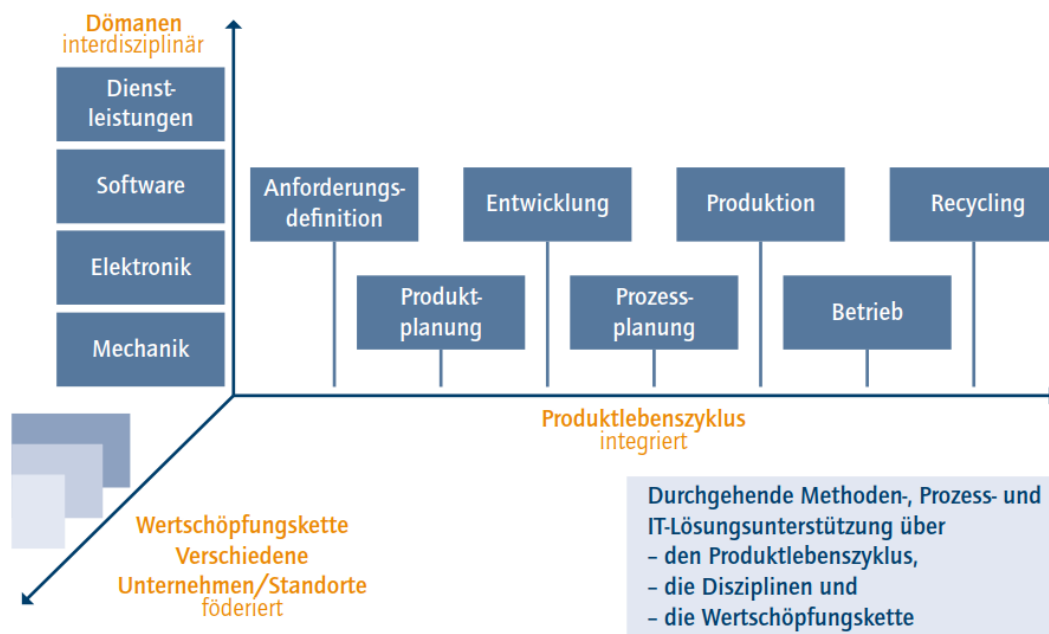 Dömanen
interdisziplinär
Dienst-
leistungen
Software
Elektronik
Mechanik
Anforderungs-
definition
Produkt-
planung
Entwicklung
Prozess-
planung
Produktion
Betrieb
Recycling
Produktlebenszyklus
integriert
Wertschöpfungskette
Verschiedene
Unternehmen/Standorte
föderiert
Durchgehende Methoden-, Prozess- und
IT-Lösungsunterstützung über
– den Produktlebenszyklus,
– die Disziplinen und
– die Wertschöpfungskette